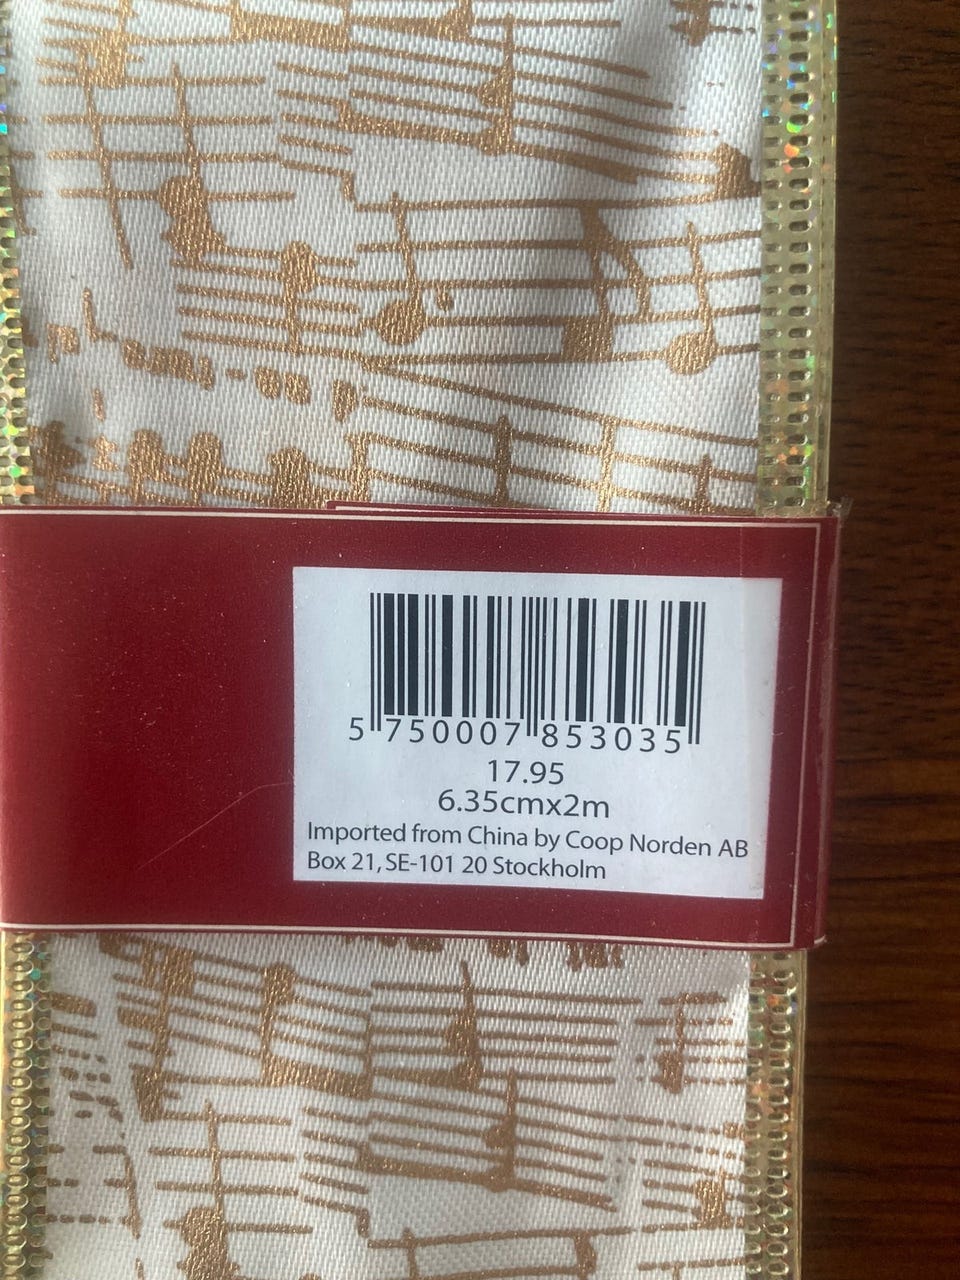 5 750007 853035
17.95
6.35cmx2m
Imported from China by Coop Norden AB
Box 21, SE-101 20 Stockholm